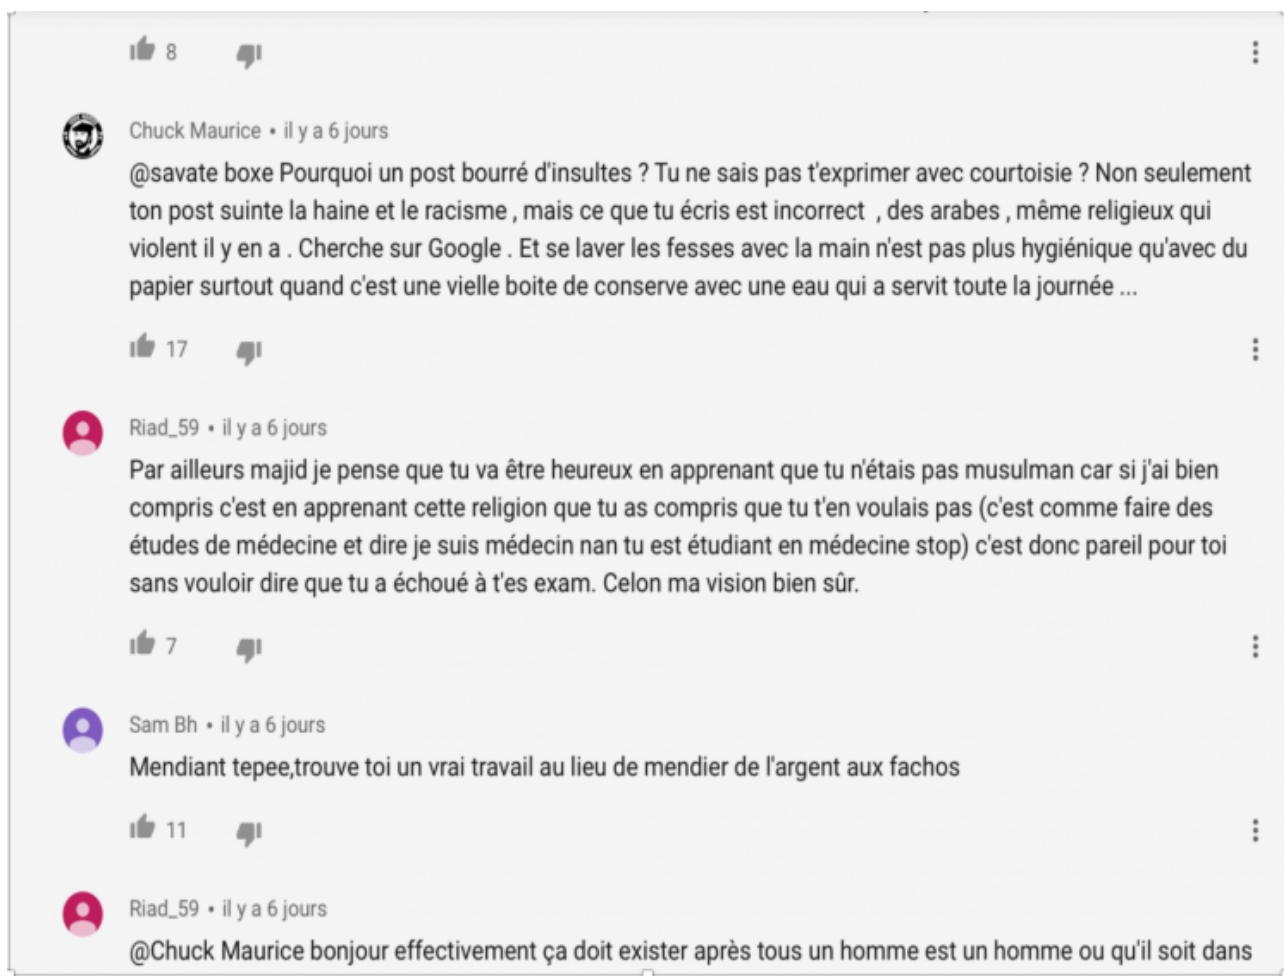 8
Chuck Maurice • il y a 6 jours
@savate boxe Pourquoi un post bourré d'insultes ? Tu ne sais pas t'exprimer avec courtoisie ? Non seulement
ton post suinte la haine et le racisme , mais ce que tu écris est incorrect , des arabes , même religieux qui
violent il y en a . Cherche sur Google . Et se laver les fesses avec la main n'est pas plus hygiénique qu'avec du
papier surtout quand c'est une vielle boite de conserve avec une eau qui a servit toute la journée ...
17
Riad_59 • il y a 6 jours
Par ailleurs majid je pense que tu va être heureux en apprenant que tu n'étais pas musulman car si j'ai bien
compris c'est en apprenant cette religion que tu as compris que tu t'en voulais pas (c'est comme faire des
études de médecine et dire je suis médecin nan tu est étudiant en médecine stop) c'est donc pareil pour toi
sans vouloir dire que tu a échoué à t'es exam. Celon ma vision bien sûr.
7
Sam Bh • il y a 6 jours
Mendiant tepee,trouve toi un vrai travail au lieu de mendier de l'argent aux fachos
11
Riad_59 • il y a 6 jours
@Chuck Maurice bonjour effectivement ça doit exister après tous un homme est un homme ou qu'il soit dans